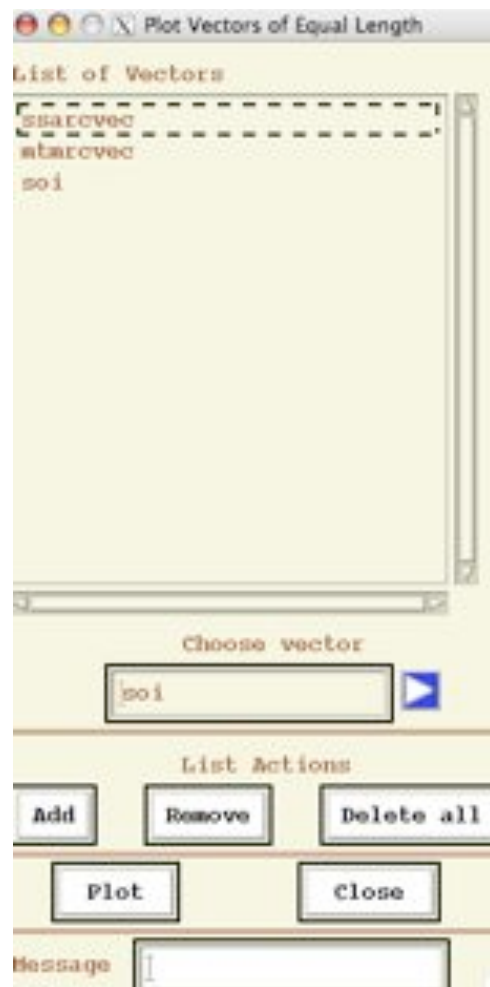 Plot Vectors of Equal Length
List of Vectors
ssarcvec
mtmrcvec
soi
Choose vector
soi
List Actions
Add Remove Delete all
Plot Close
Message